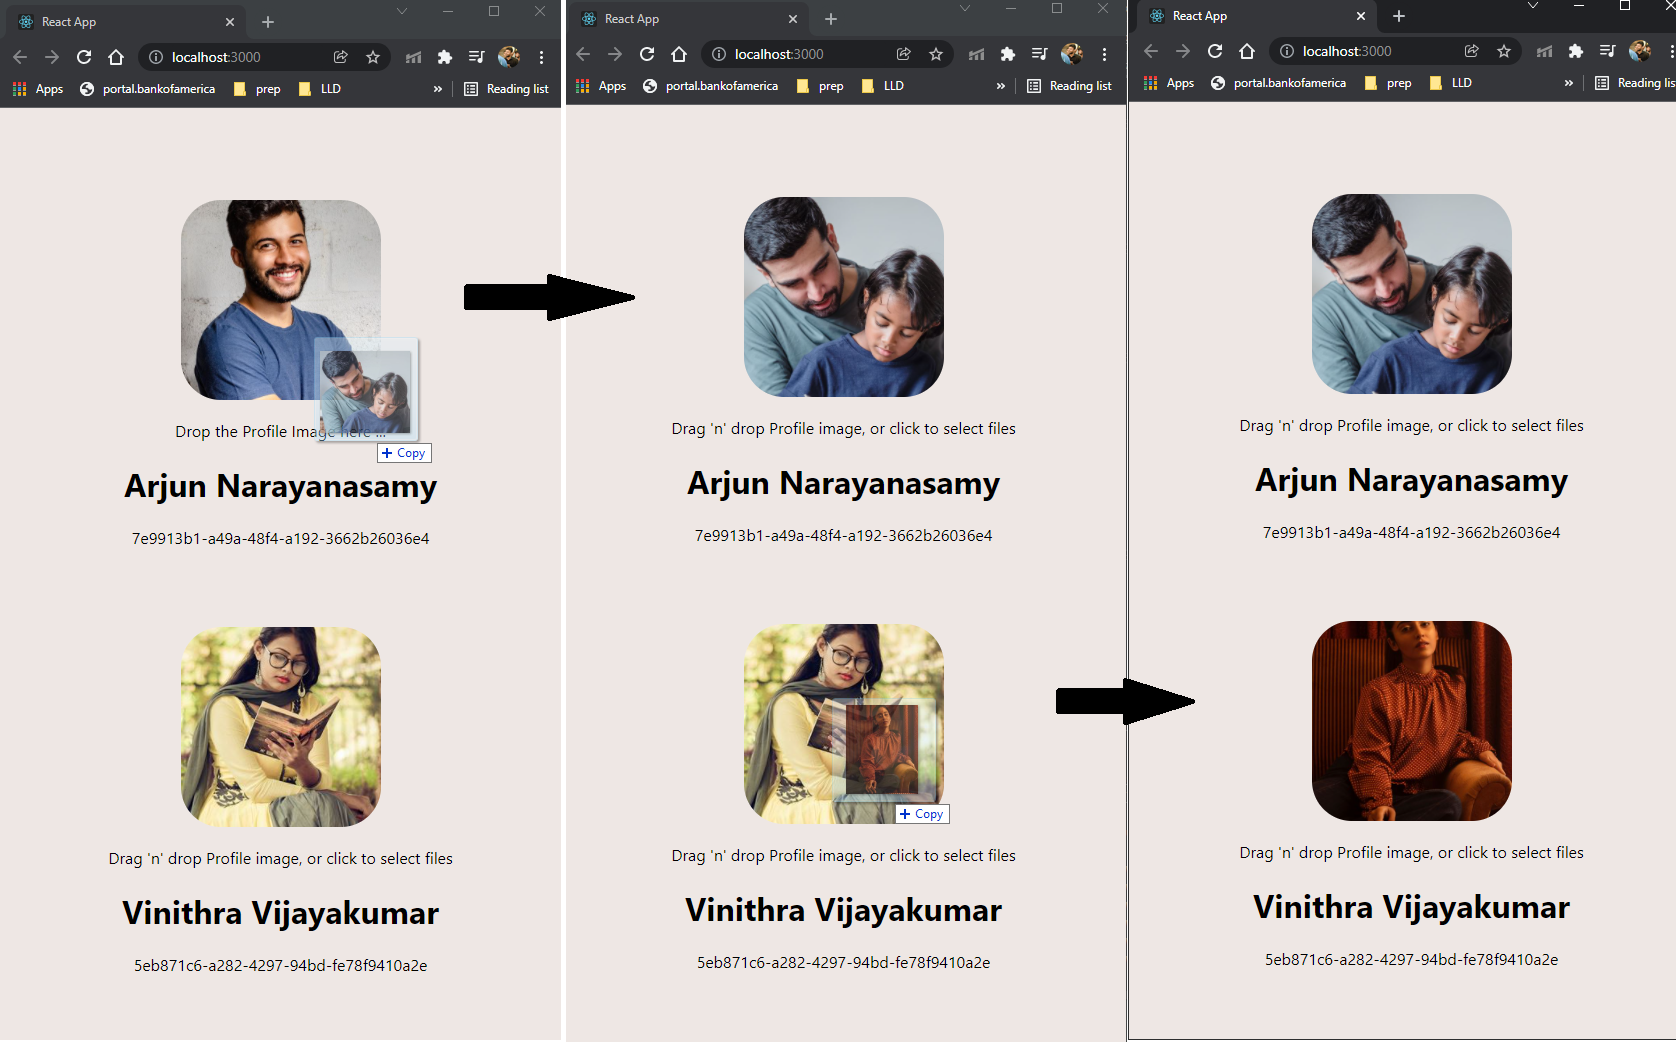 React App
localhost:3000
Apps portal.bankofamerica prep LLD » Reading list
Drop the Profile Image here ...
Copy
Arjun Narayanasamy
7e9913b1-a49a-48f4-a192-3662b26036e4
Drag 'n' drop Profile image, or click to select files
Vinithra Vijayakumar
5eb871c6-a282-4297-94bd-fe78f9410a2e
React App
localhost:3000
Apps portal.bankofamerica prep LLD » Reading list
Drag 'n' drop Profile image, or click to select files
Arjun Narayanasamy
7e9913b1-a49a-48f4-a192-3662b26036e4
Copy
Drag 'n' drop Profile image, or click to select files
Vinithra Vijayakumar
5eb871c6-a282-4297-94bd-fe78f9410a2e
React App
localhost:3000
Apps portal.bankofamerica prep LLD » Reading lis
Drag 'n' drop Profile image, or click to select files
Arjun Narayanasamy
7e9913b1-a49a-48f4-a192-3662b26036e4
Drag 'n' drop Profile image, or click to select files
Vinithra Vijayakumar
5eb871c6-a282-4297-94bd-fe78f9410a2e